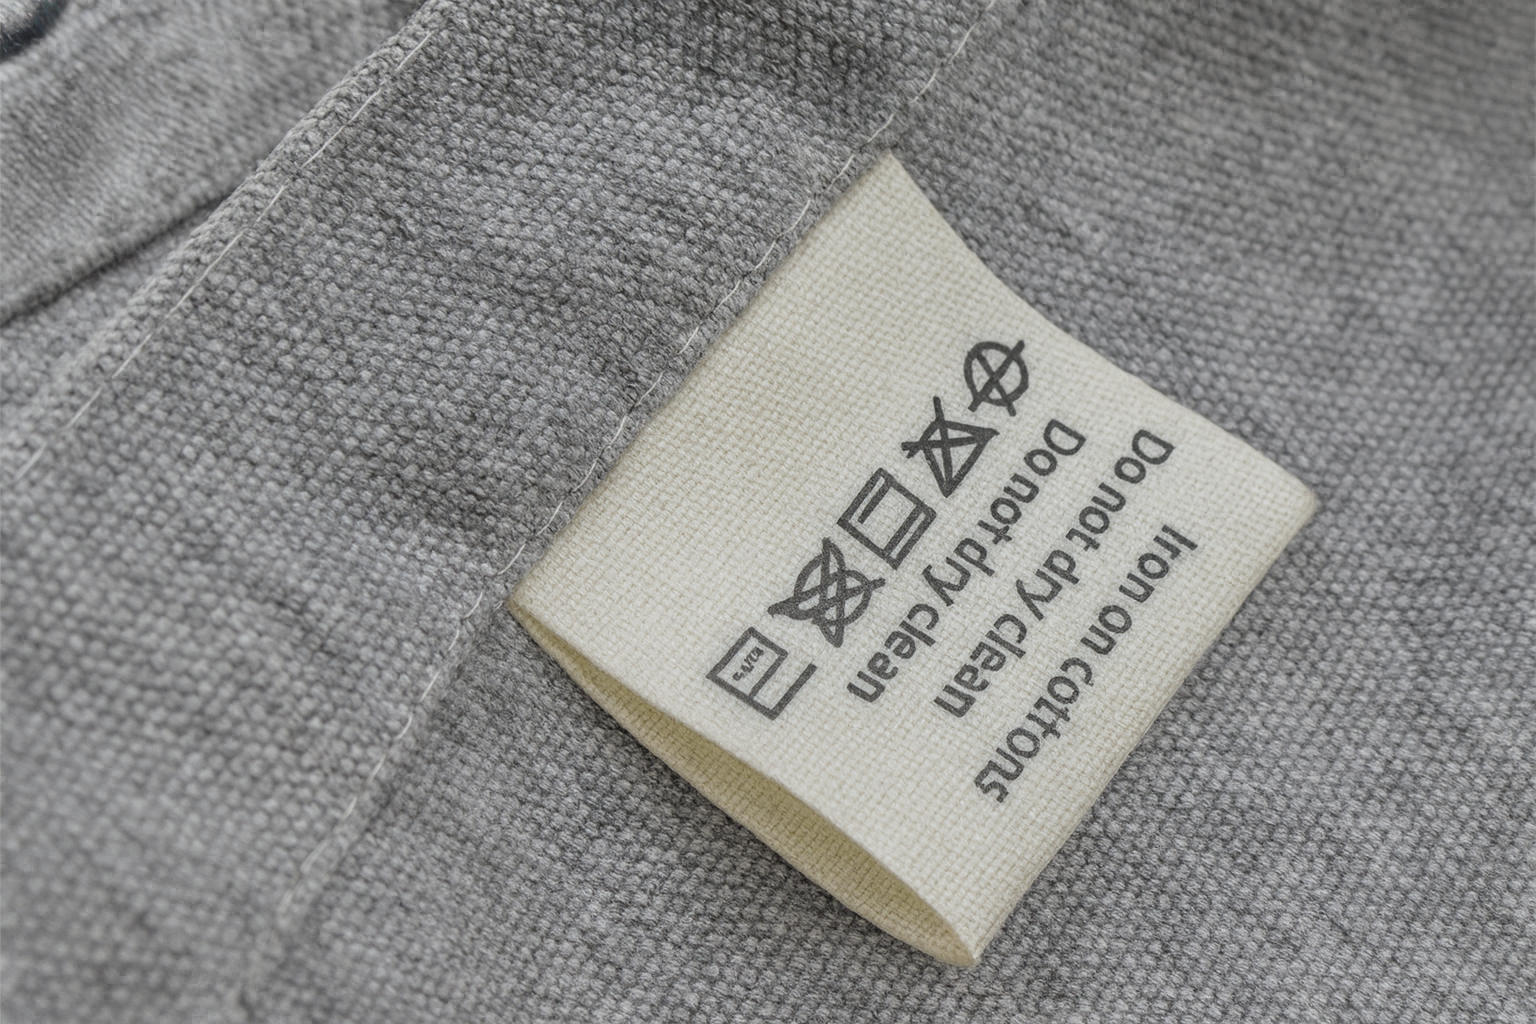 Iron on cottons
Do not dry clean
Do not dry clean